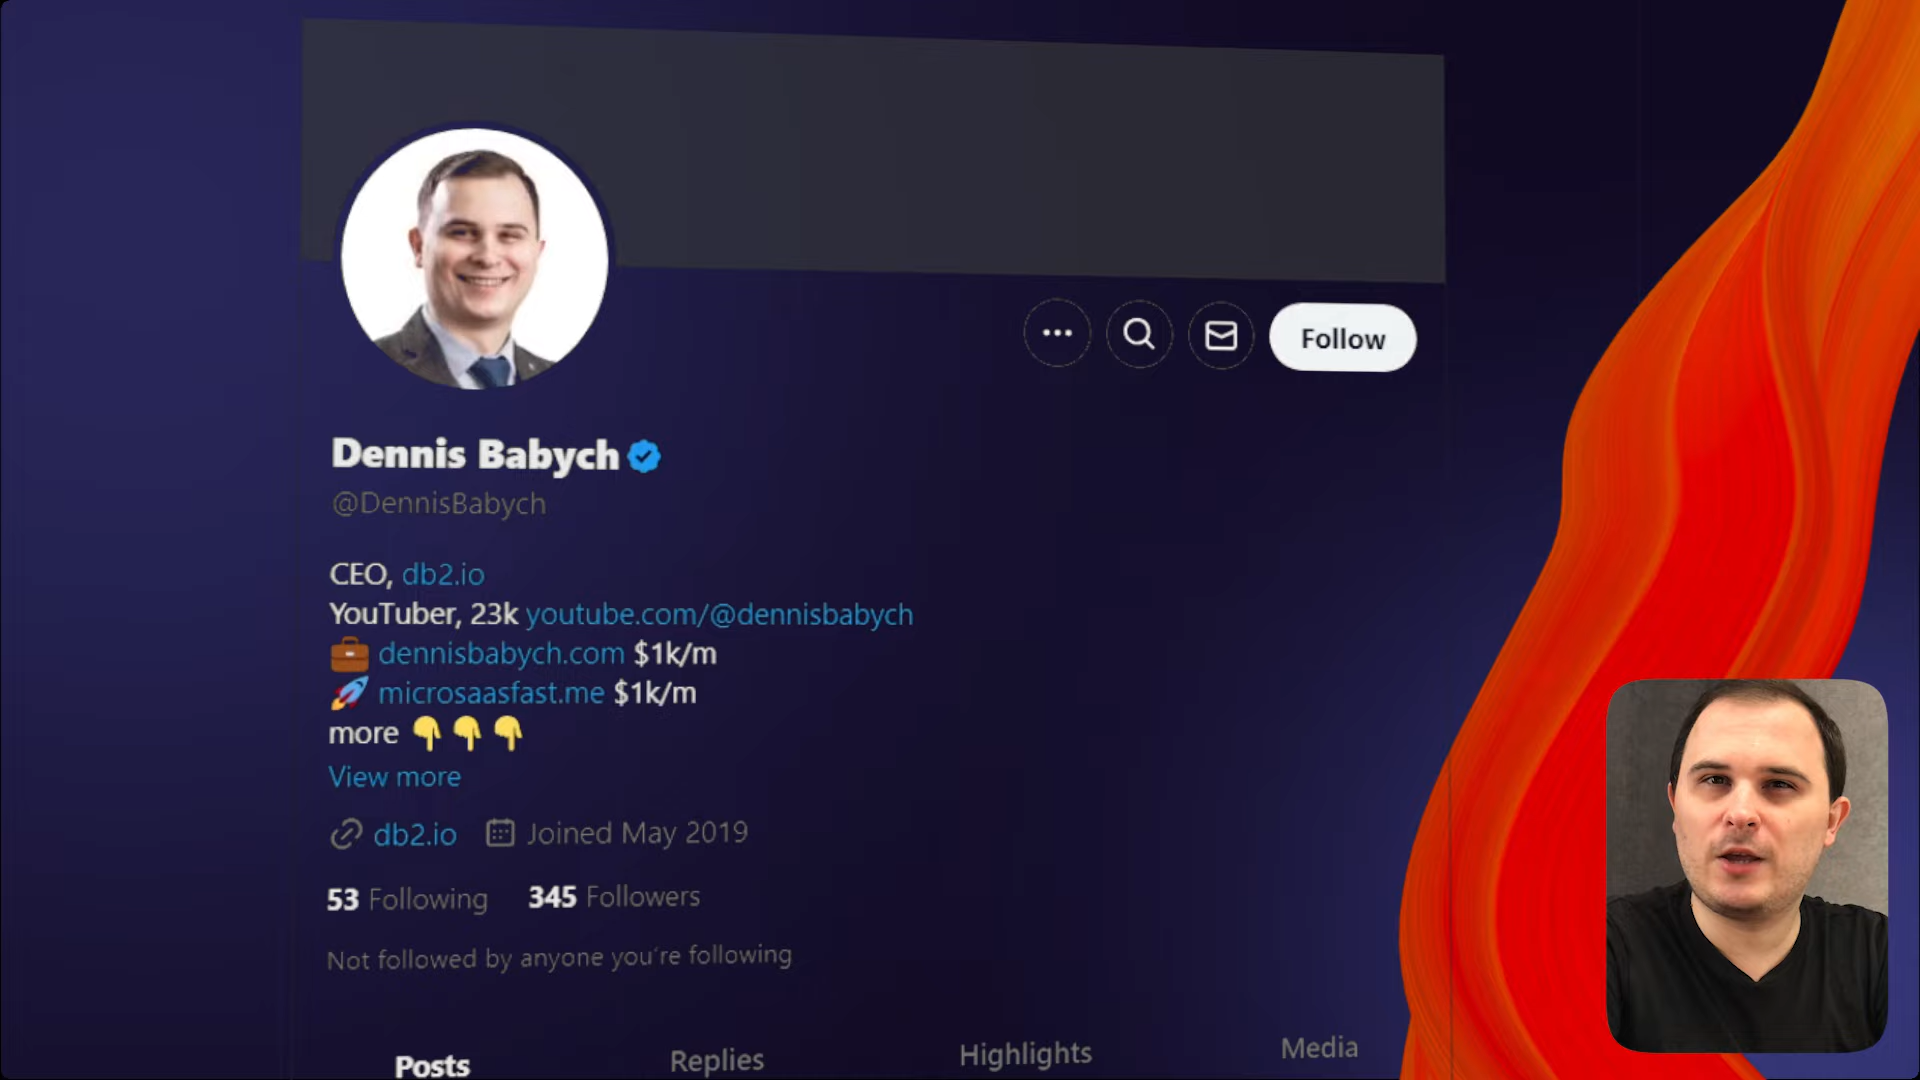 Follow
Dennis Babych
@DennisBabych
CEO, db2.io
YouTuber, 23k youtube.com/@dennisbabych
💼 dennisbabych.com $1k/m
🚀 microsaasfast.me $1k/m
more 👇👇👇
View more
db2.io Joined May 2019
53 Following 345 Followers
Not followed by anyone you're following
Posts Replies Highlights Media